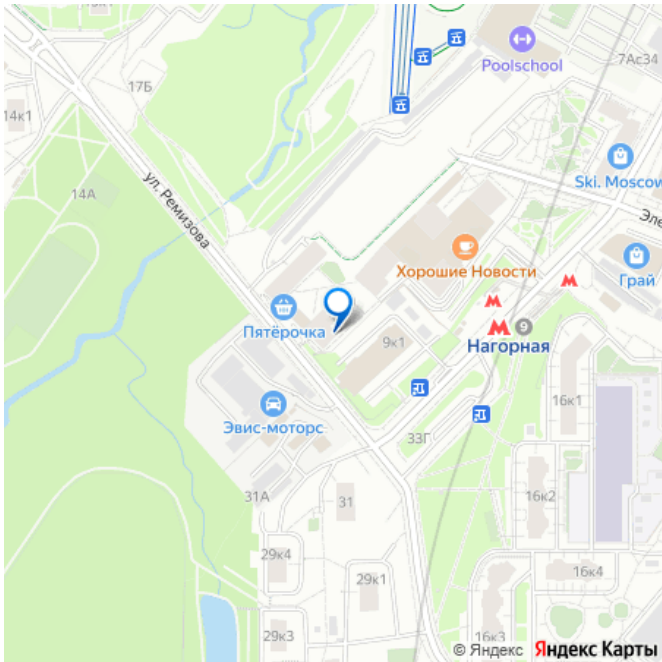 17Б
Poolschool
7Ас34
14к1
14А
ул. Ремизова
Ski. Moscow
Эле
Хорошие Новости
Грай
Пятёрочка
9к1
9
Нагорная
Эвис-моторс
33Г
16к1
31А
31
16к2
29к4
29к1
16к4
29к3
16к3
© Яндекс Яндекс Карты